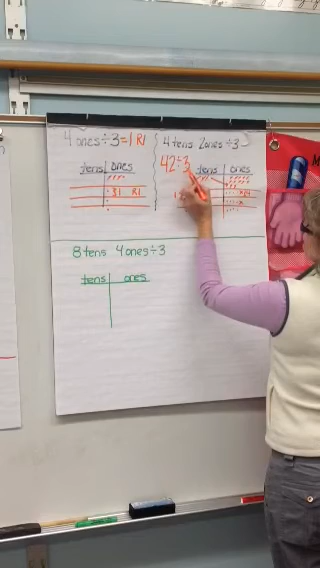 4 ones÷3=1 R1
tens ones
R1
4 tens 2 ones÷3
42÷3
tens ones
8 tens 4 ones÷3
tens ones